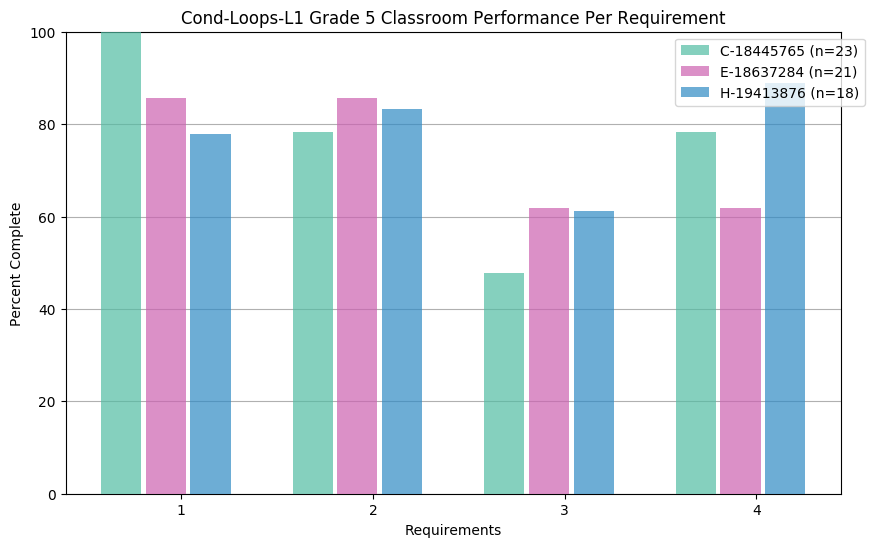 Cond-Loops-L1 Grade 5 Classroom Performance Per Requirement
C-18445765 (n=23)
E-18637284 (n=21)
H-19413876 (n=18)
Percent Complete
100
80
60
40
20
0
1 2 3 4
Requirements